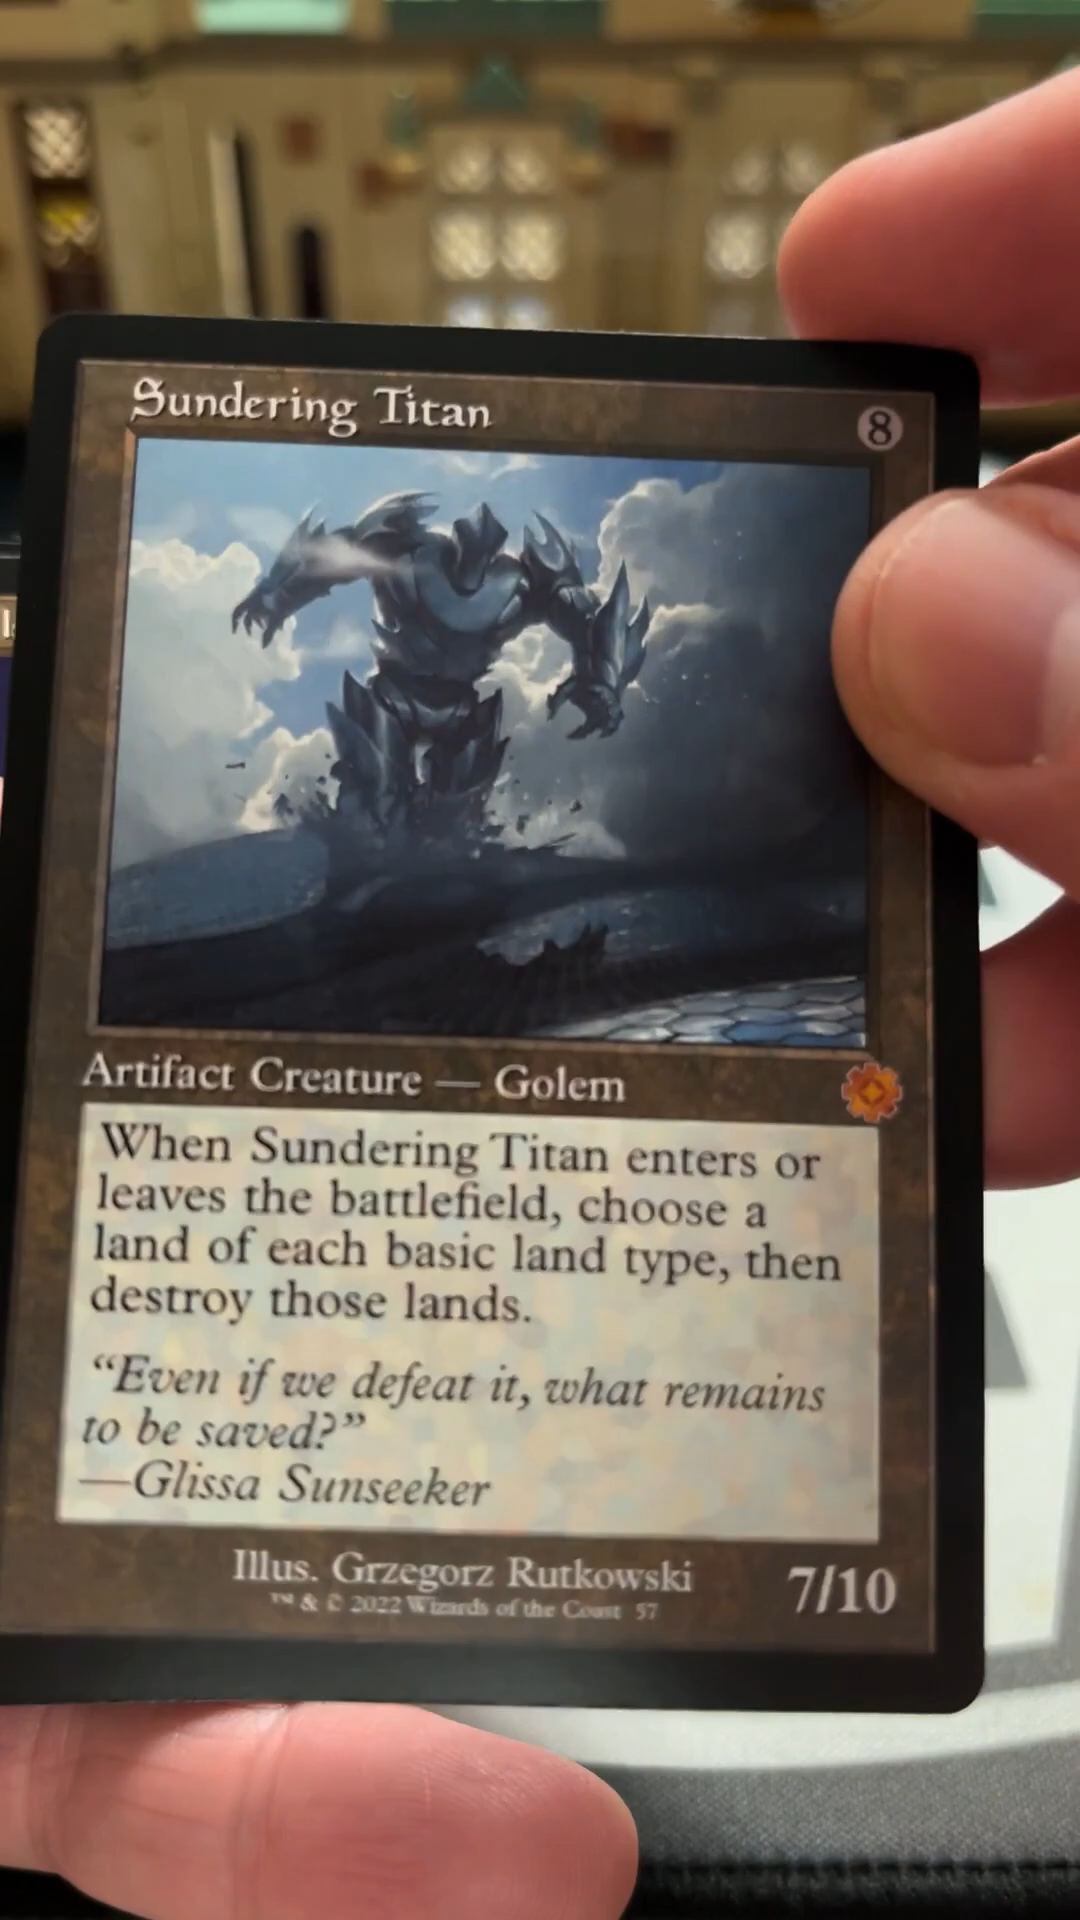 Sundering Titan
8
Artifact Creature — Golem
When Sundering Titan enters or
leaves the battlefield, choose a
land of each basic land type, then
destroy those lands.
“Even if we defeat it, what remains
to be saved?”
—Glissa Sunseeker
Illus. Grzegorz Rutkowski
7/10
™ & © 2022 Wizards of the Coast 57